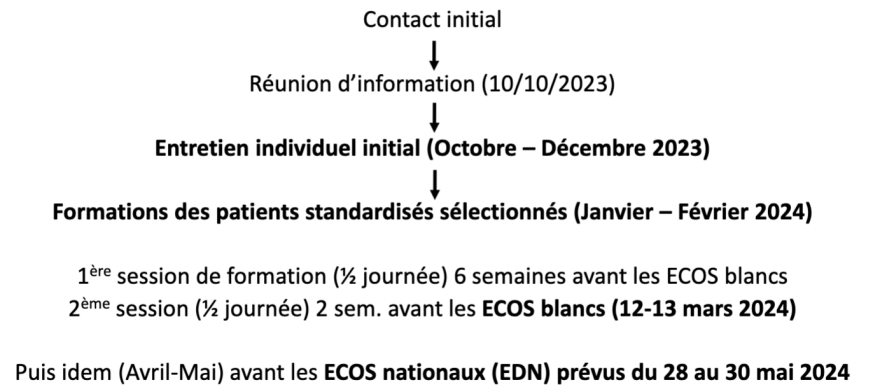 Contact initial
Réunion d’information (10/10/2023)
Entretien individuel initial (Octobre – Décembre 2023)
Formations des patients standardisés sélectionnés (Janvier – Février 2024)
1ère session de formation (½ journée) 6 semaines avant les ECOS blancs
2ème session (½ journée) 2 sem. avant les ECOS blancs (12-13 mars 2024)
Puis idem (Avril-Mai) avant les ECOS nationaux (EDN) prévus du 28 au 30 mai 2024